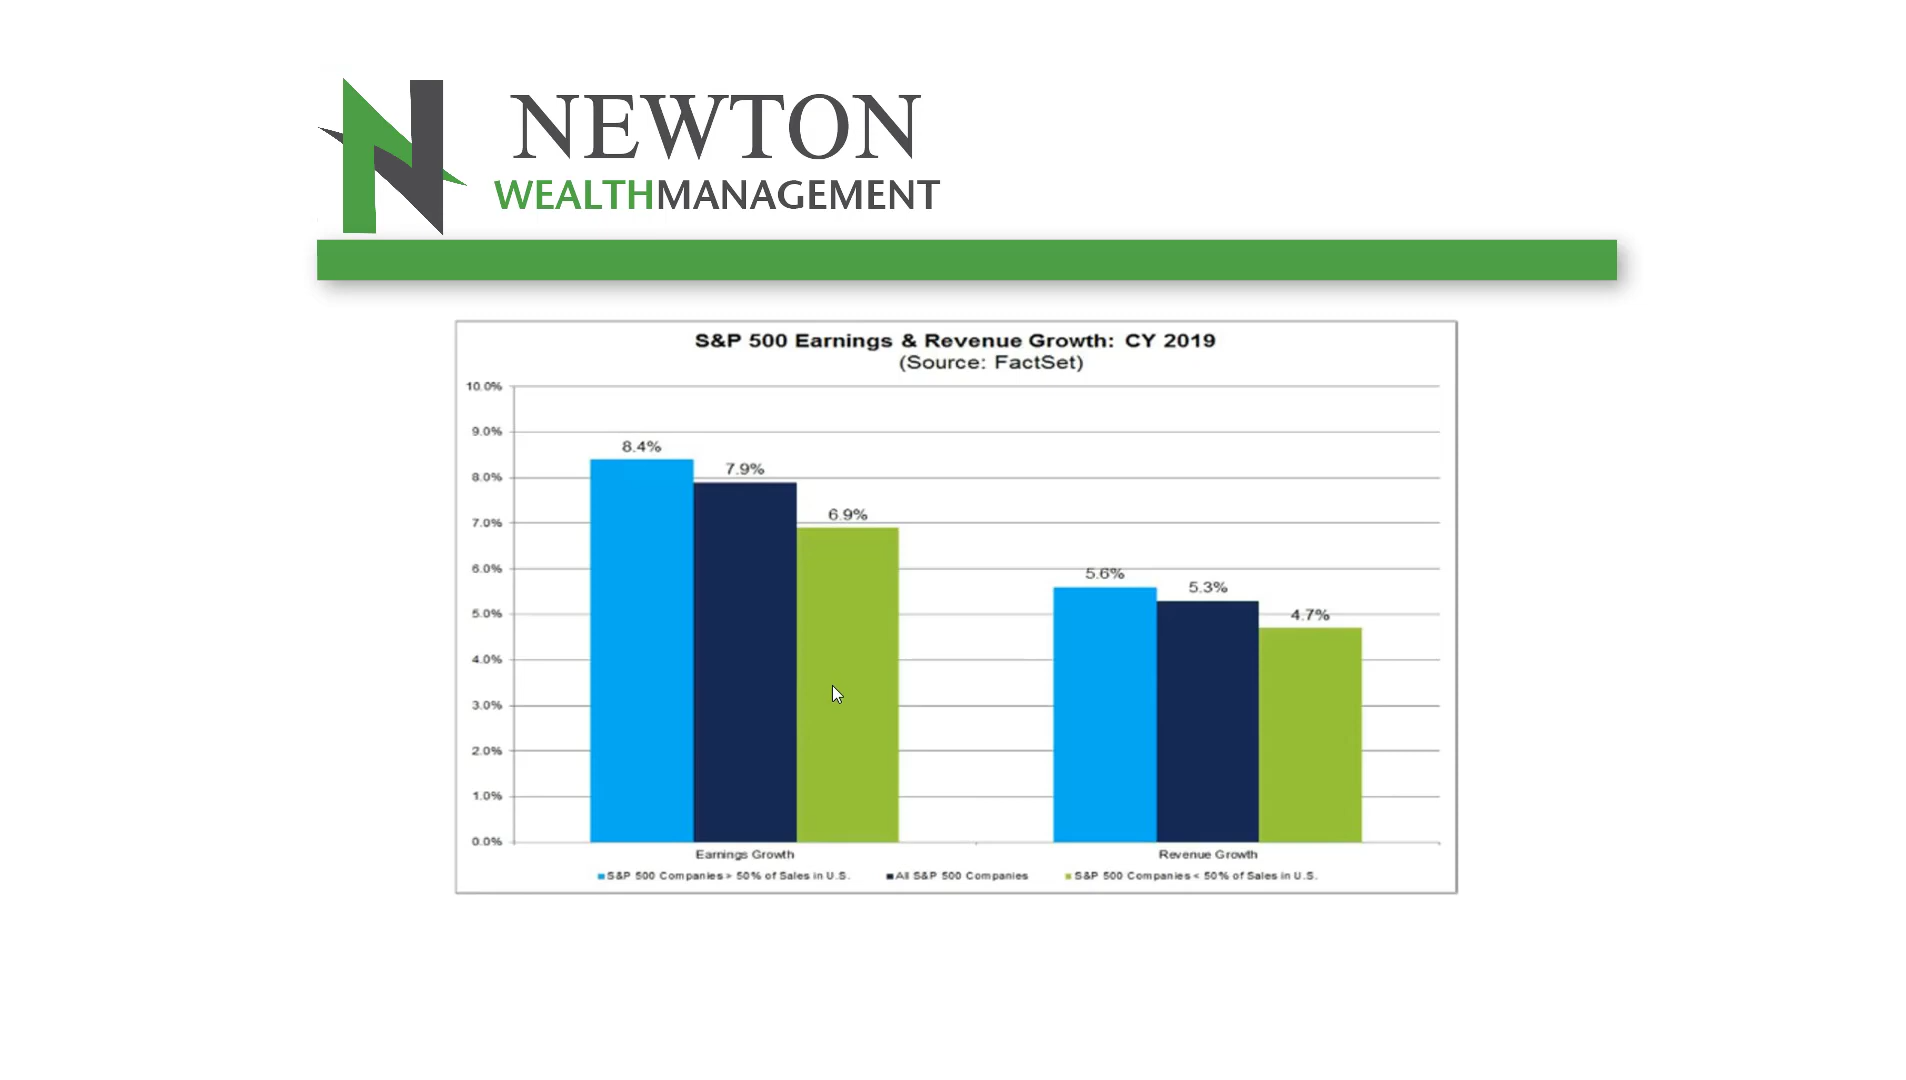 NEWTON
WEALTHMANAGEMENT
S&P 500 Earnings & Revenue Growth: CY 2019
(Source: FactSet)
10.0%
9.0%
8.0%
7.0%
6.0%
5.0%
4.0%
3.0%
2.0%
1.0%
0.0%
8.4%
7.9%
6.9%
5.6%
5.3%
4.7%
Earnings Growth
Revenue Growth
S&P 500 Companies > 50% of Sales in U.S.
All S&P 500 Companies
S&P 500 Companies < 50% of Sales in U.S.